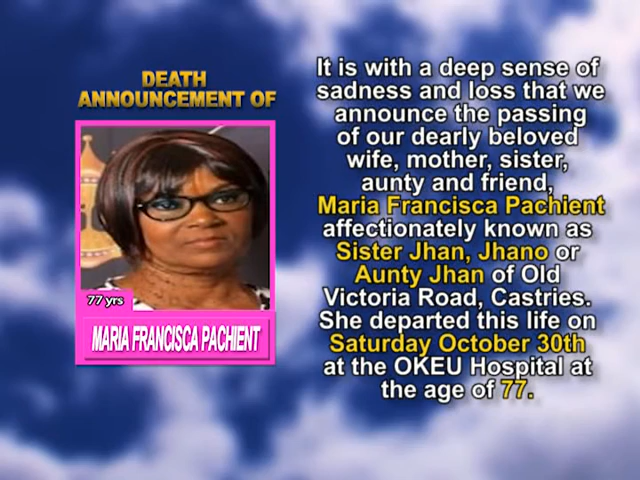 DEATH
ANNOUNCEMENT OF
77 yrs
MARIA FRANCISCA PACHIENT
It is with a deep sense of
sadness and loss that we
announce the passing
of our dearly beloved
wife, mother, sister,
aunty and friend,
Maria Francisca Pachient
affectionately known as
Sister Jhan, Jhano or
Aunty Jhan of Old
Victoria Road, Castries.
She departed this life on
Saturday October 30th
at the OKEU Hospital at
the age of 77.